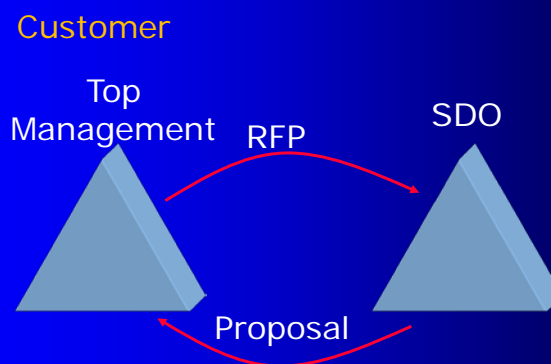 Customer
Top
Management
RFP
SDO
Proposal